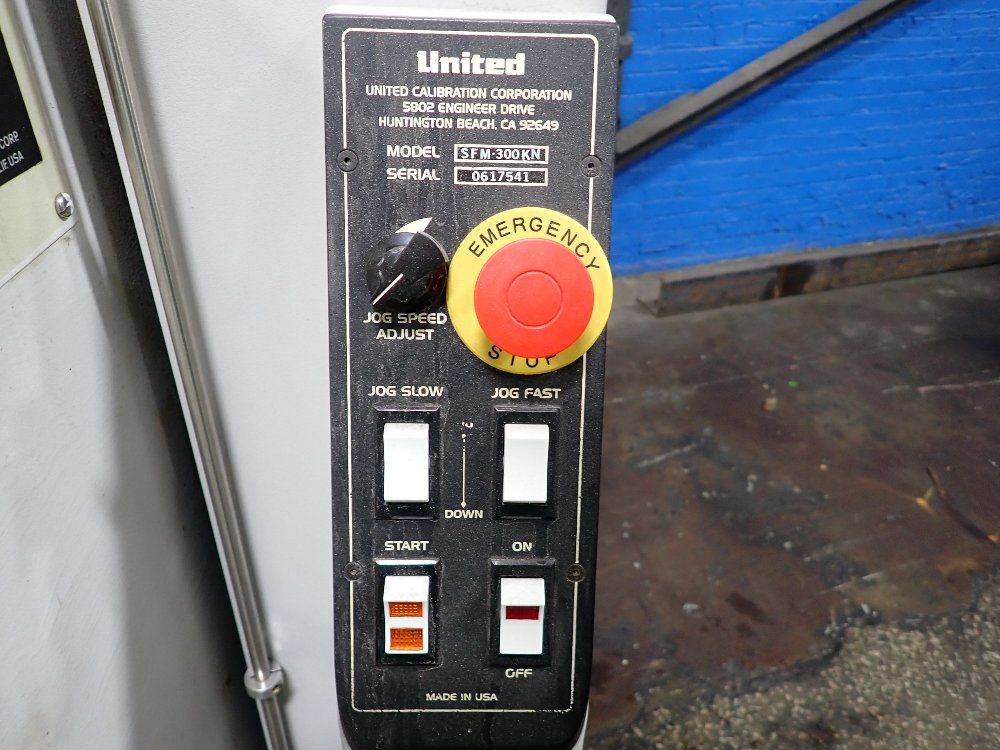 CORP
LIF USA
United
UNITED CALIBRATION CORPORATION
5802 ENGINEER DRIVE
HUNTINGTON BEACH, CA 92649
MODEL SFM-300KN
SERIAL 0617541
EMERGENCY
STOP
JOG SPEED
ADJUST
JOG SLOW
JOG FAST
DOWN
START
ON
OFF
MADE IN USA